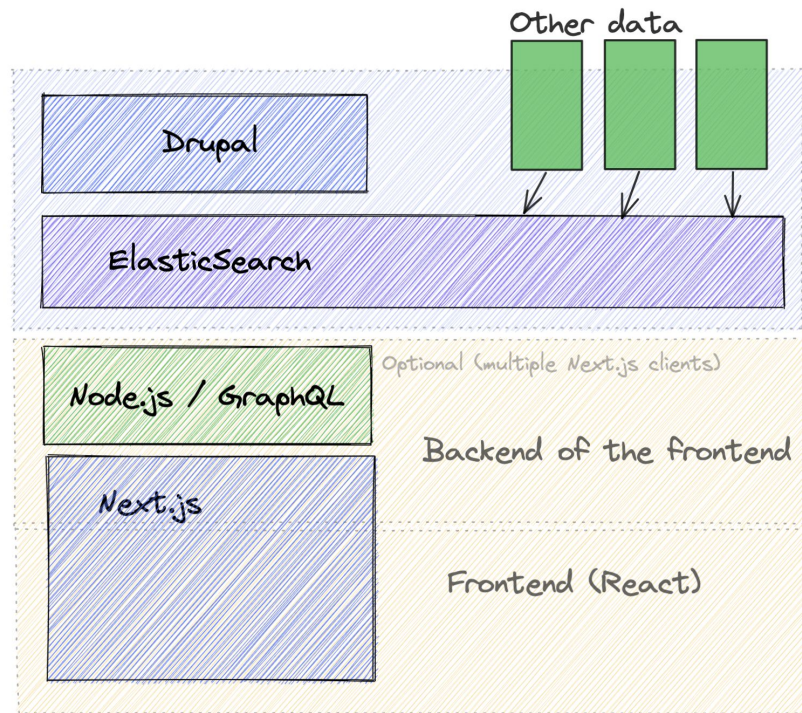 Other data
Drupal
ElasticSearch
Optional (multiple Next.js clients)
Node.js / GraphQL
Backend of the frontend
Next.js
Frontend (React)